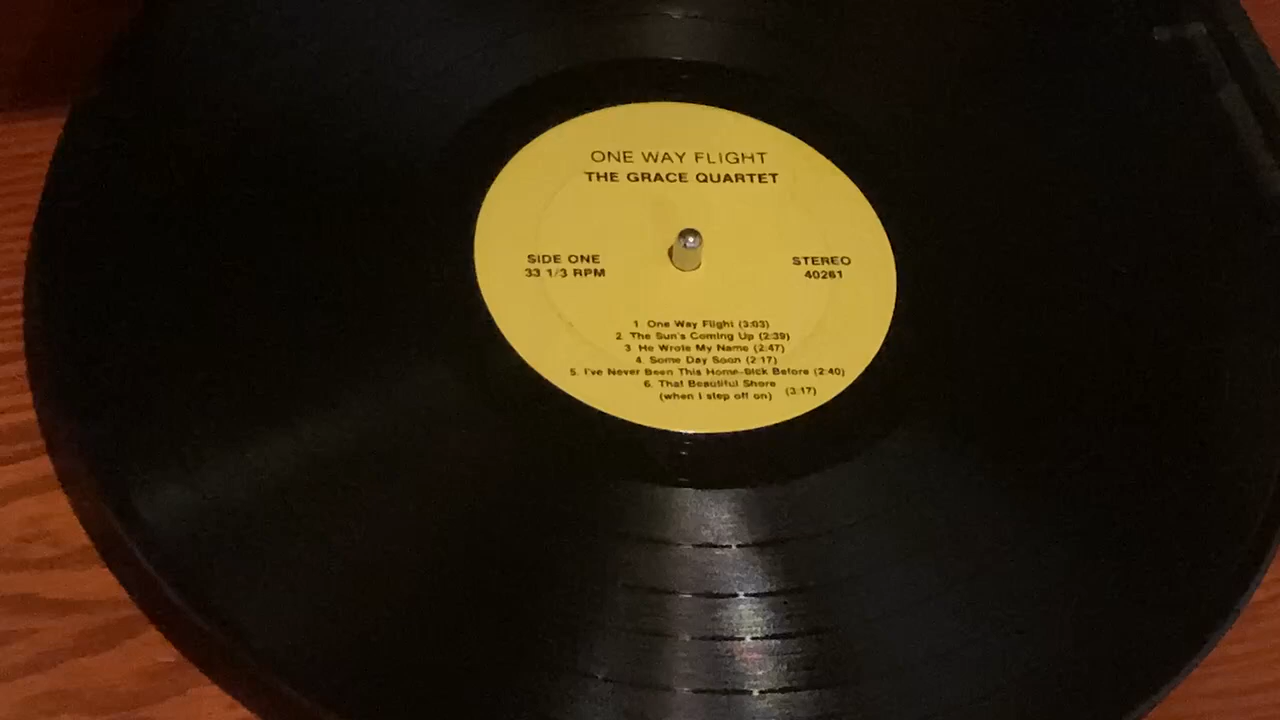 ONE WAY FLIGHT
THE GRACE QUARTET
SIDE ONE
33 1/3 RPM
STEREO
40261
1 One Way Flight (3:03)
2. The Sun's Coming Up (2:39)
3 He Wrote My Name (2:47)
4. Some Day Soon (2:17)
5. I've Never Been This Home-Sick Before (2:40)
6. That Beautiful Shore
(when I step off on) (3:17)